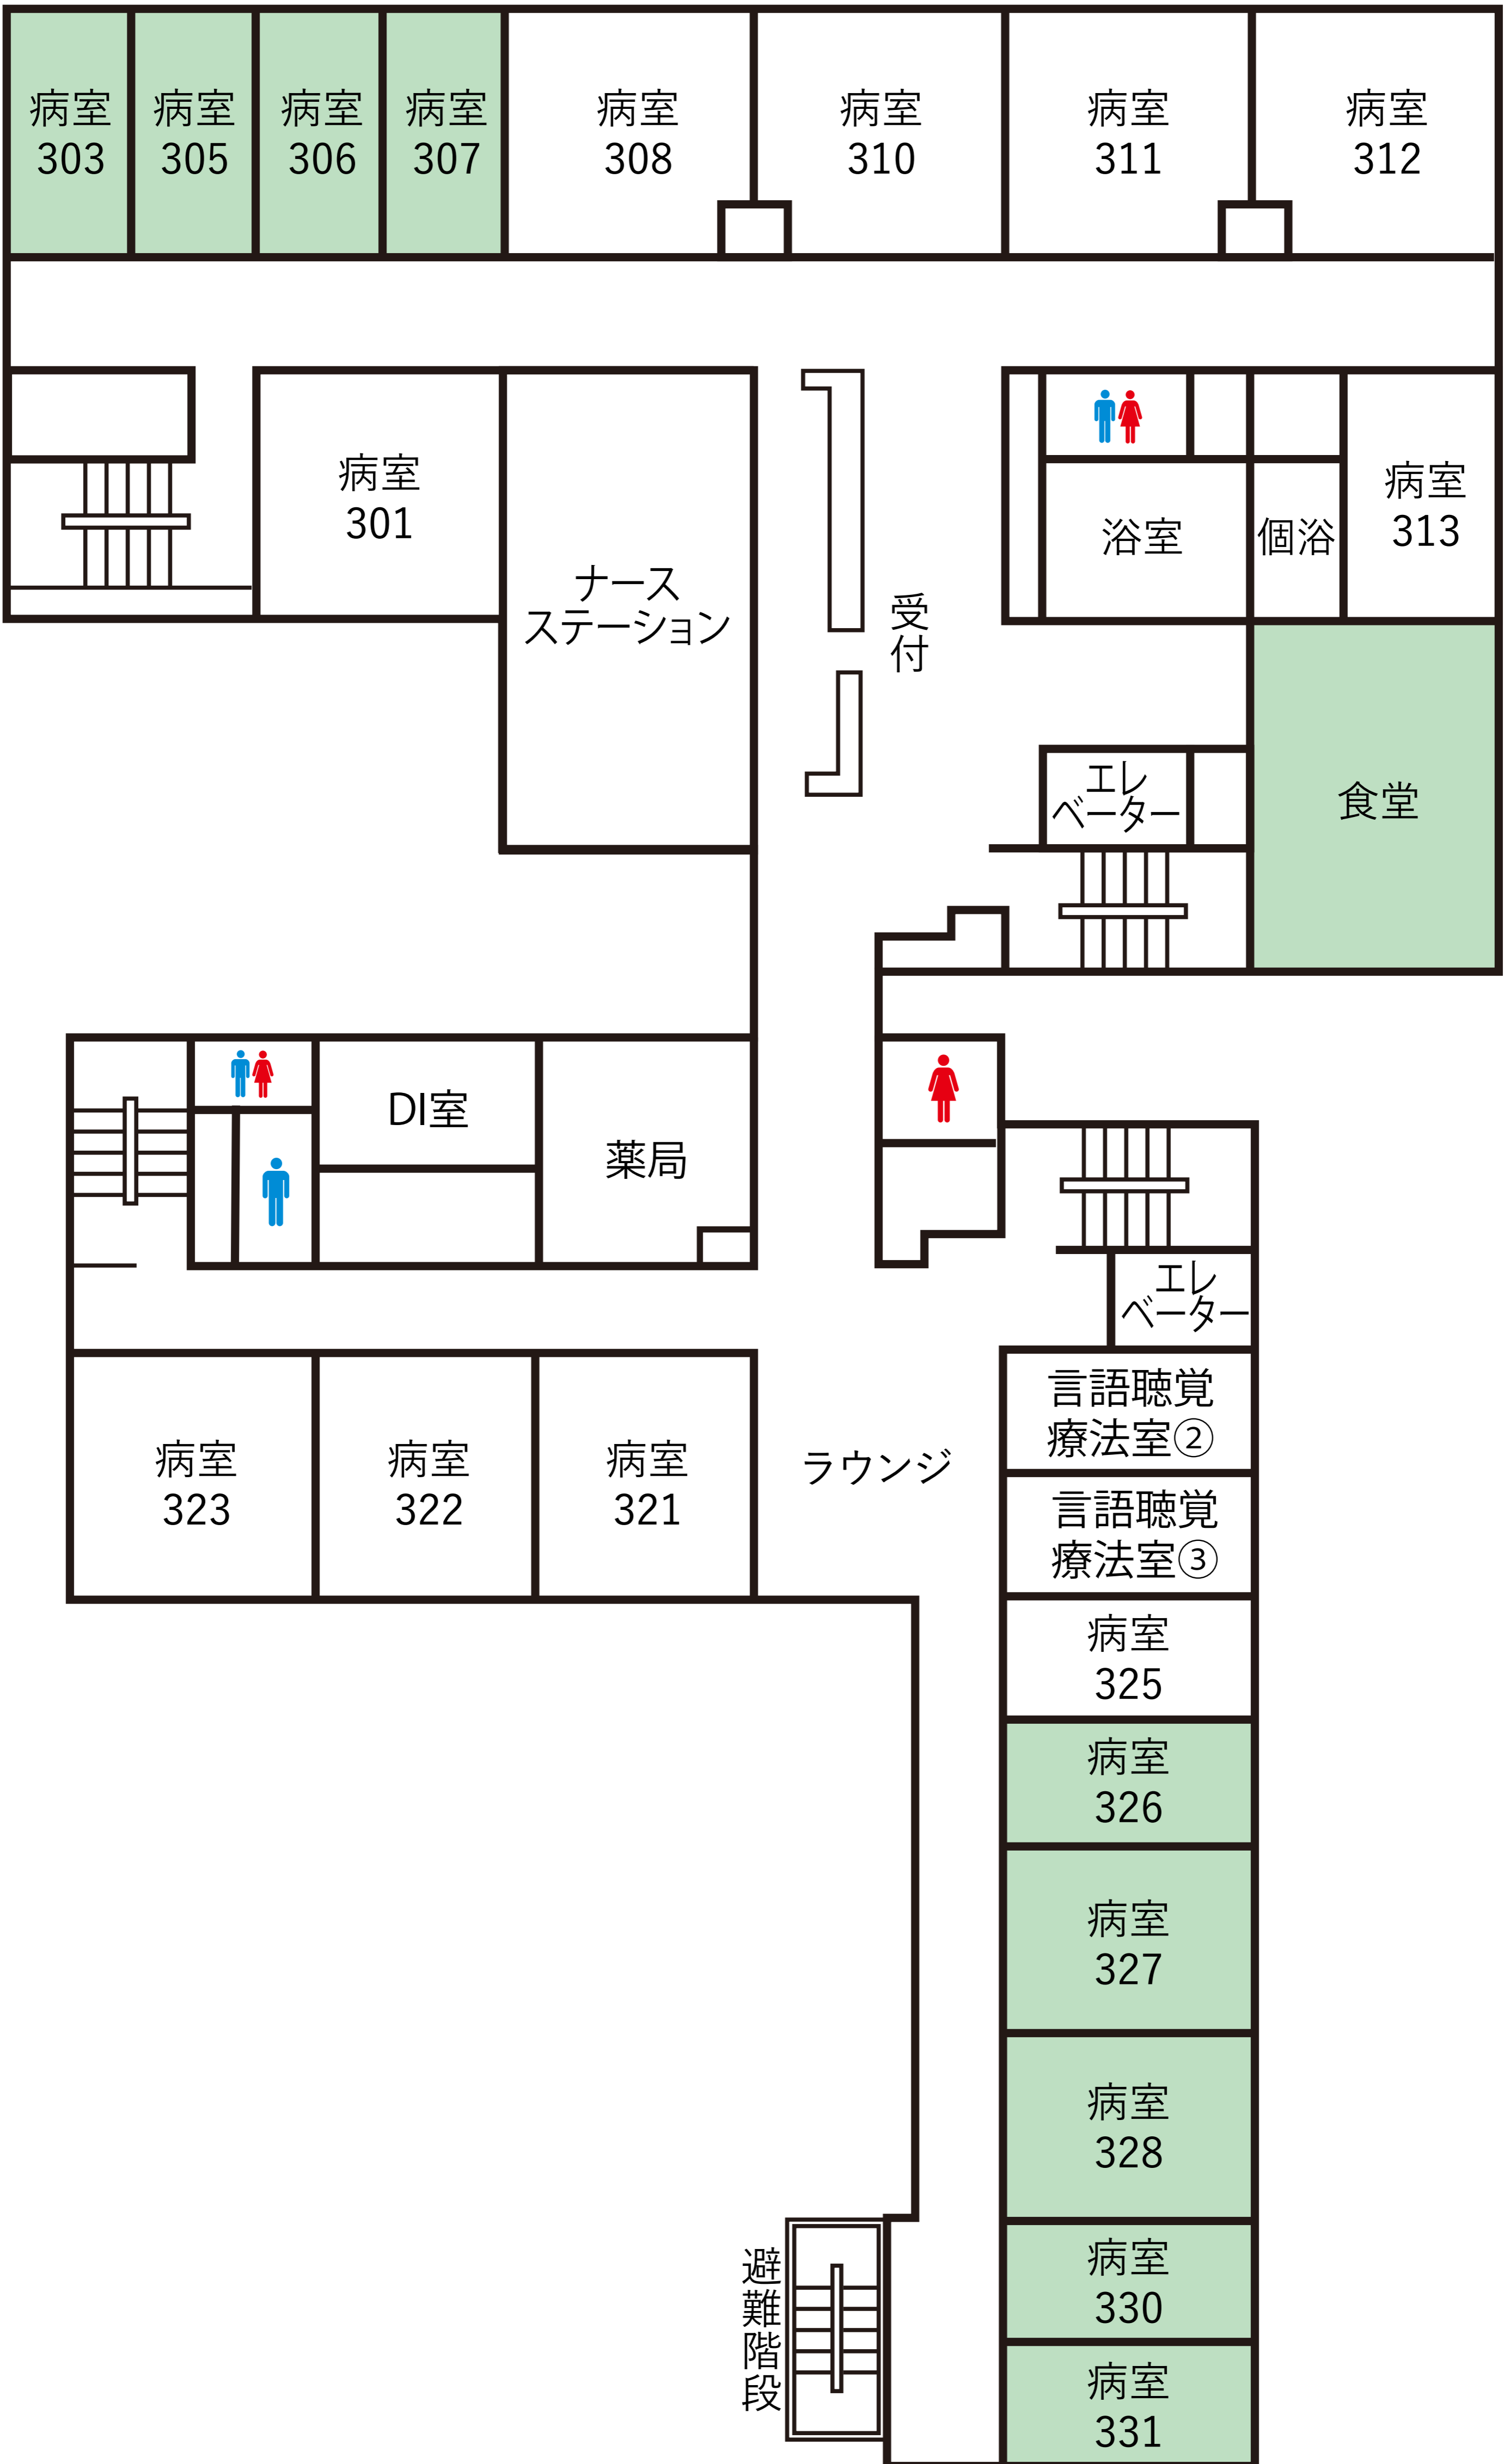 病室
303
病室
305
病室
306
病室
307
病室
308
病室
310
病室
311
病室
312
病室
301
ナース
ステーション
受付
浴室
個浴
病室
313
エレ
ベーター
食堂
DI室
薬局
エレ
ベーター
病室
323
病室
322
病室
321
ラウンジ
言語聴覚
療法室②
言語聴覚
療法室③
病室
325
病室
326
病室
327
病室
328
避難階段
病室
330
病室
331